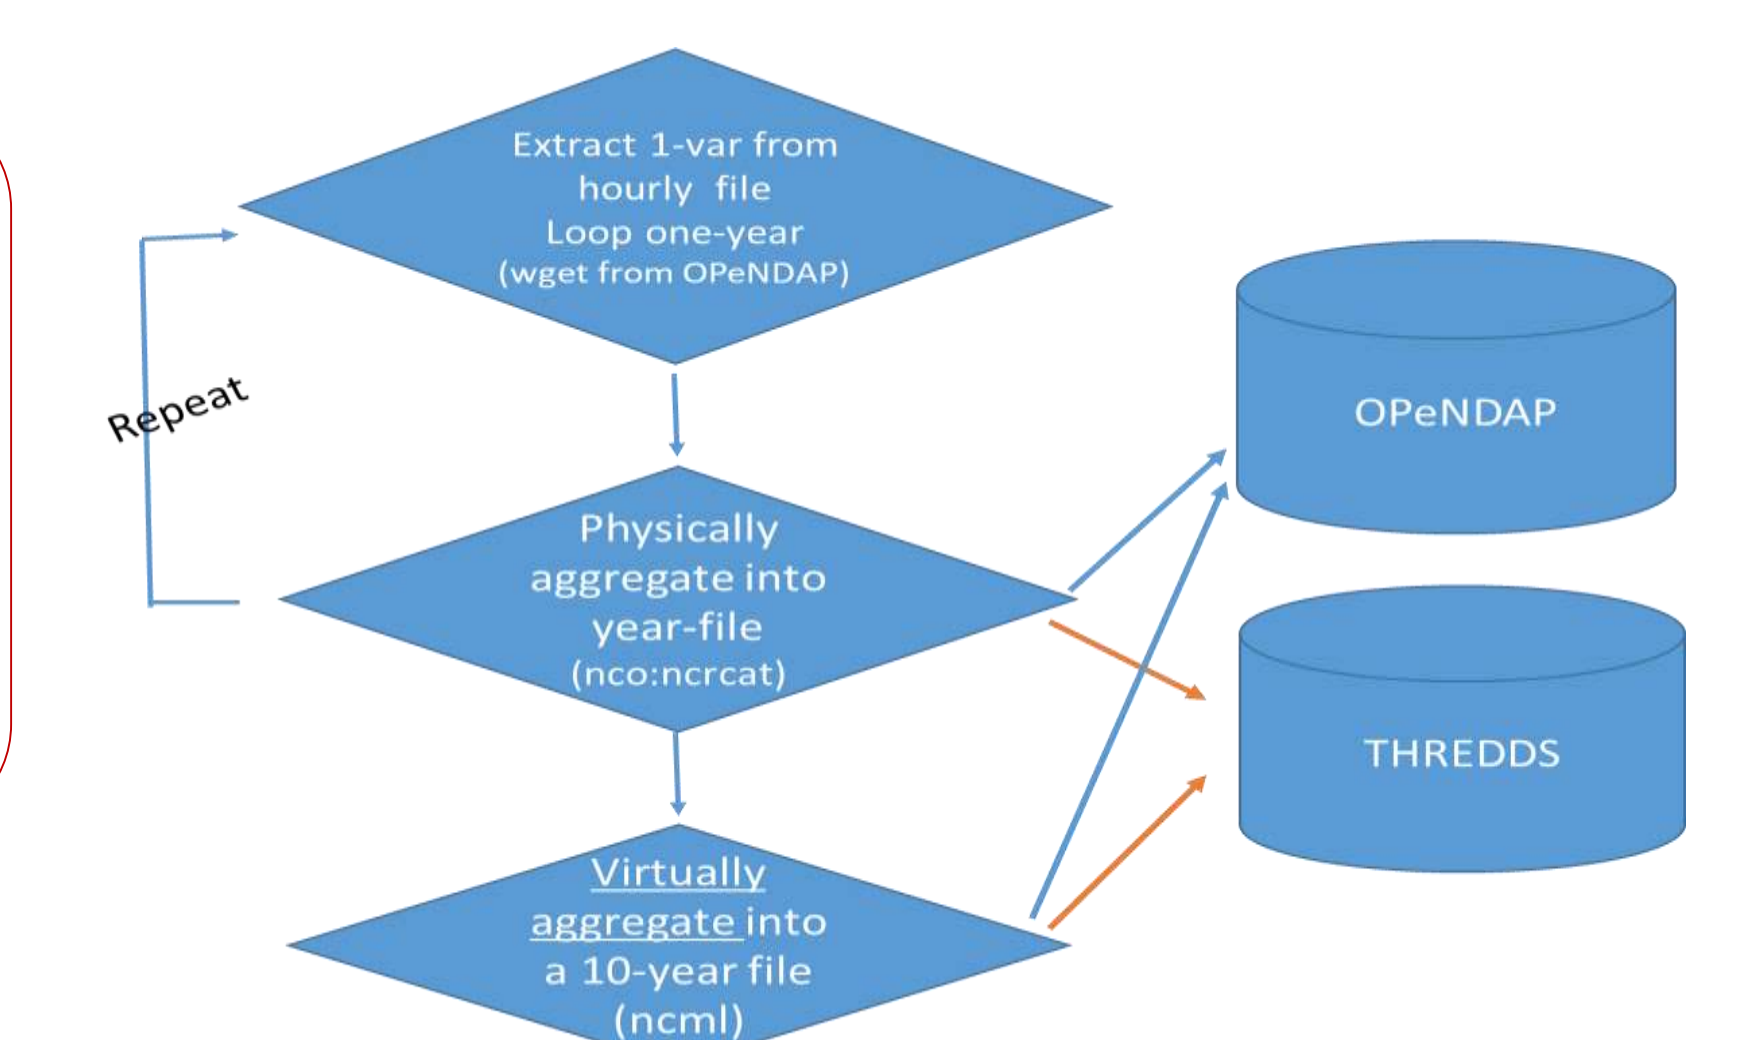 Extract 1-var from
hourly file
Loop one-year
(wget from OPeNDAP)
Repeat
Physically
aggregate into
year-file
(nco:ncrcat)
Virtually
aggregate into
a 10-year file
(ncml)
OPeNDAP
THREDDS